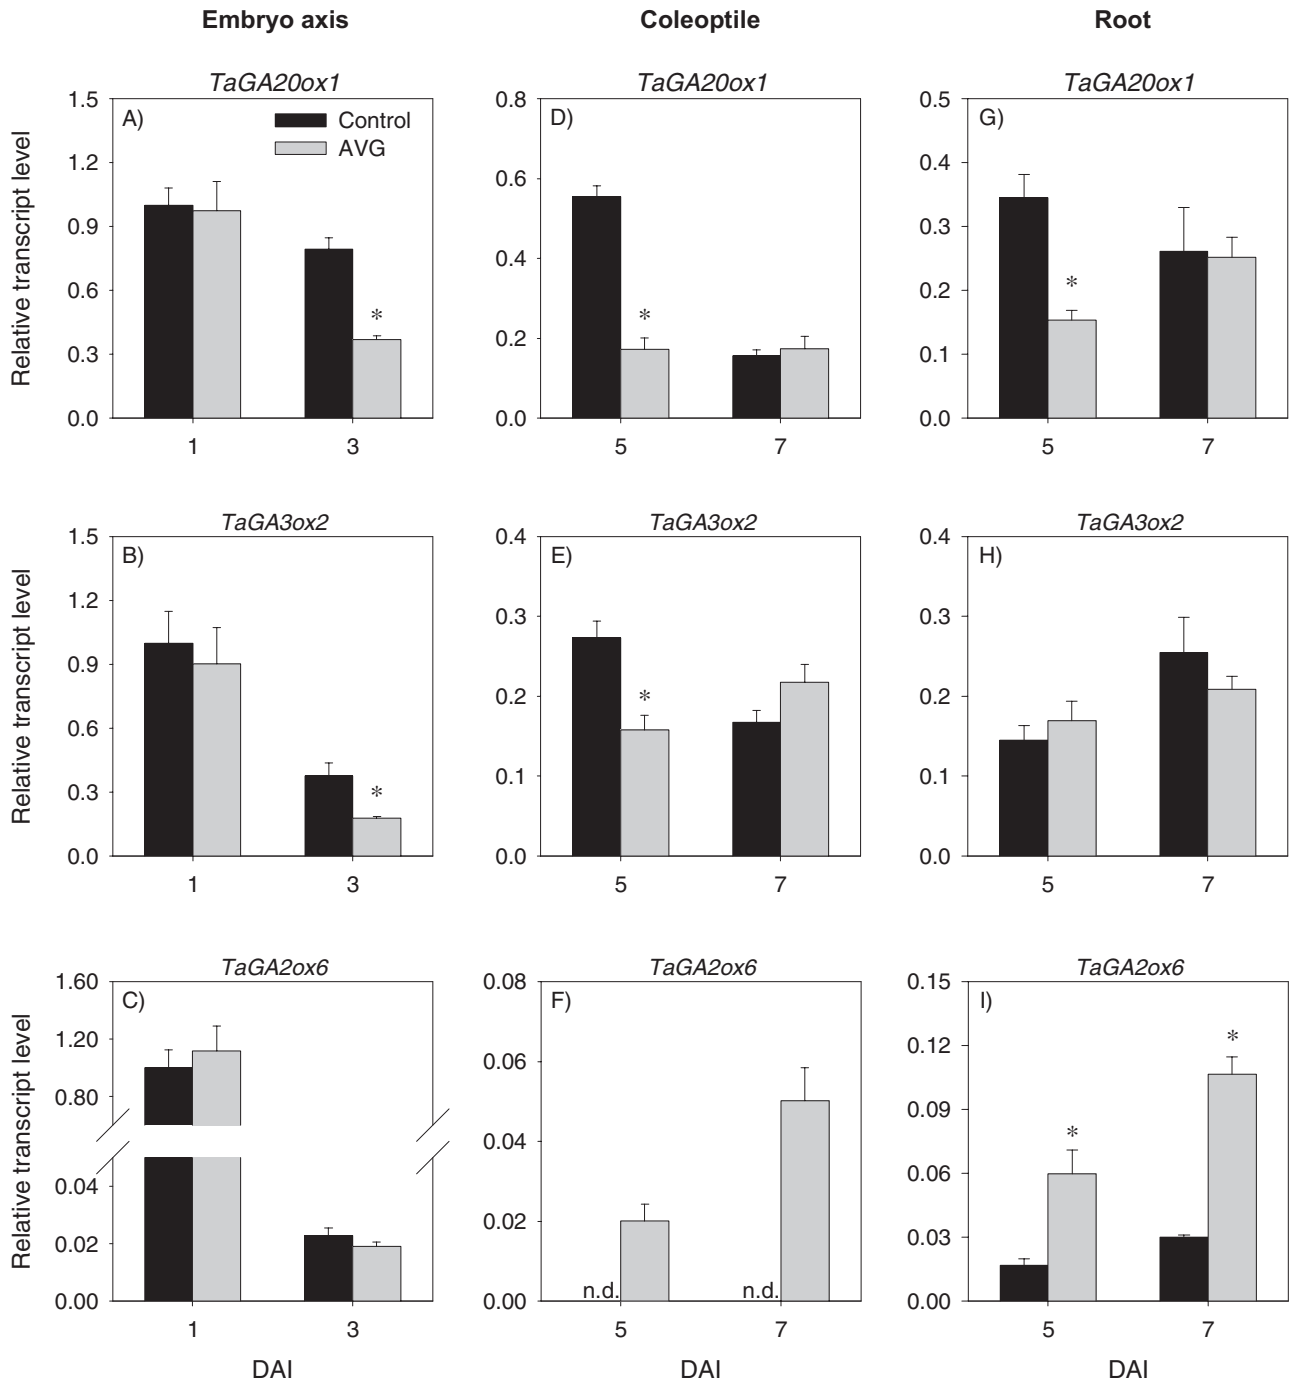 Embryo axis
Coleoptile
Root
TaGA20ox1
TaGA20ox1
TaGA20ox1
Relative transcript level
1.5
1.2
0.9
0.6
0.3
0.0
A)
Control
AVG
*
1
3
0.8
0.6
0.4
0.2
0.0
D)
*
5
7
0.5
0.4
0.3
0.2
0.1
0.0
G)
*
5
7
TaGA3ox2
TaGA3ox2
TaGA3ox2
Relative transcript level
1.5
1.2
0.9
0.6
0.3
0.0
B)
*
1
3
0.4
0.3
0.2
0.1
0.0
E)
*
5
7
0.4
0.3
0.2
0.1
0.0
H)
5
7
TaGA2ox6
TaGA2ox6
TaGA2ox6
Relative transcript level
1.60
1.20
0.80
0.04
0.02
0.00
C)
1
3
DAI
0.08
0.06
0.04
0.02
0.00
F)
n.d.
n.d.
5
7
DAI
0.15
0.12
0.09
0.06
0.03
0.00
I)
*
*
5
7
DAI